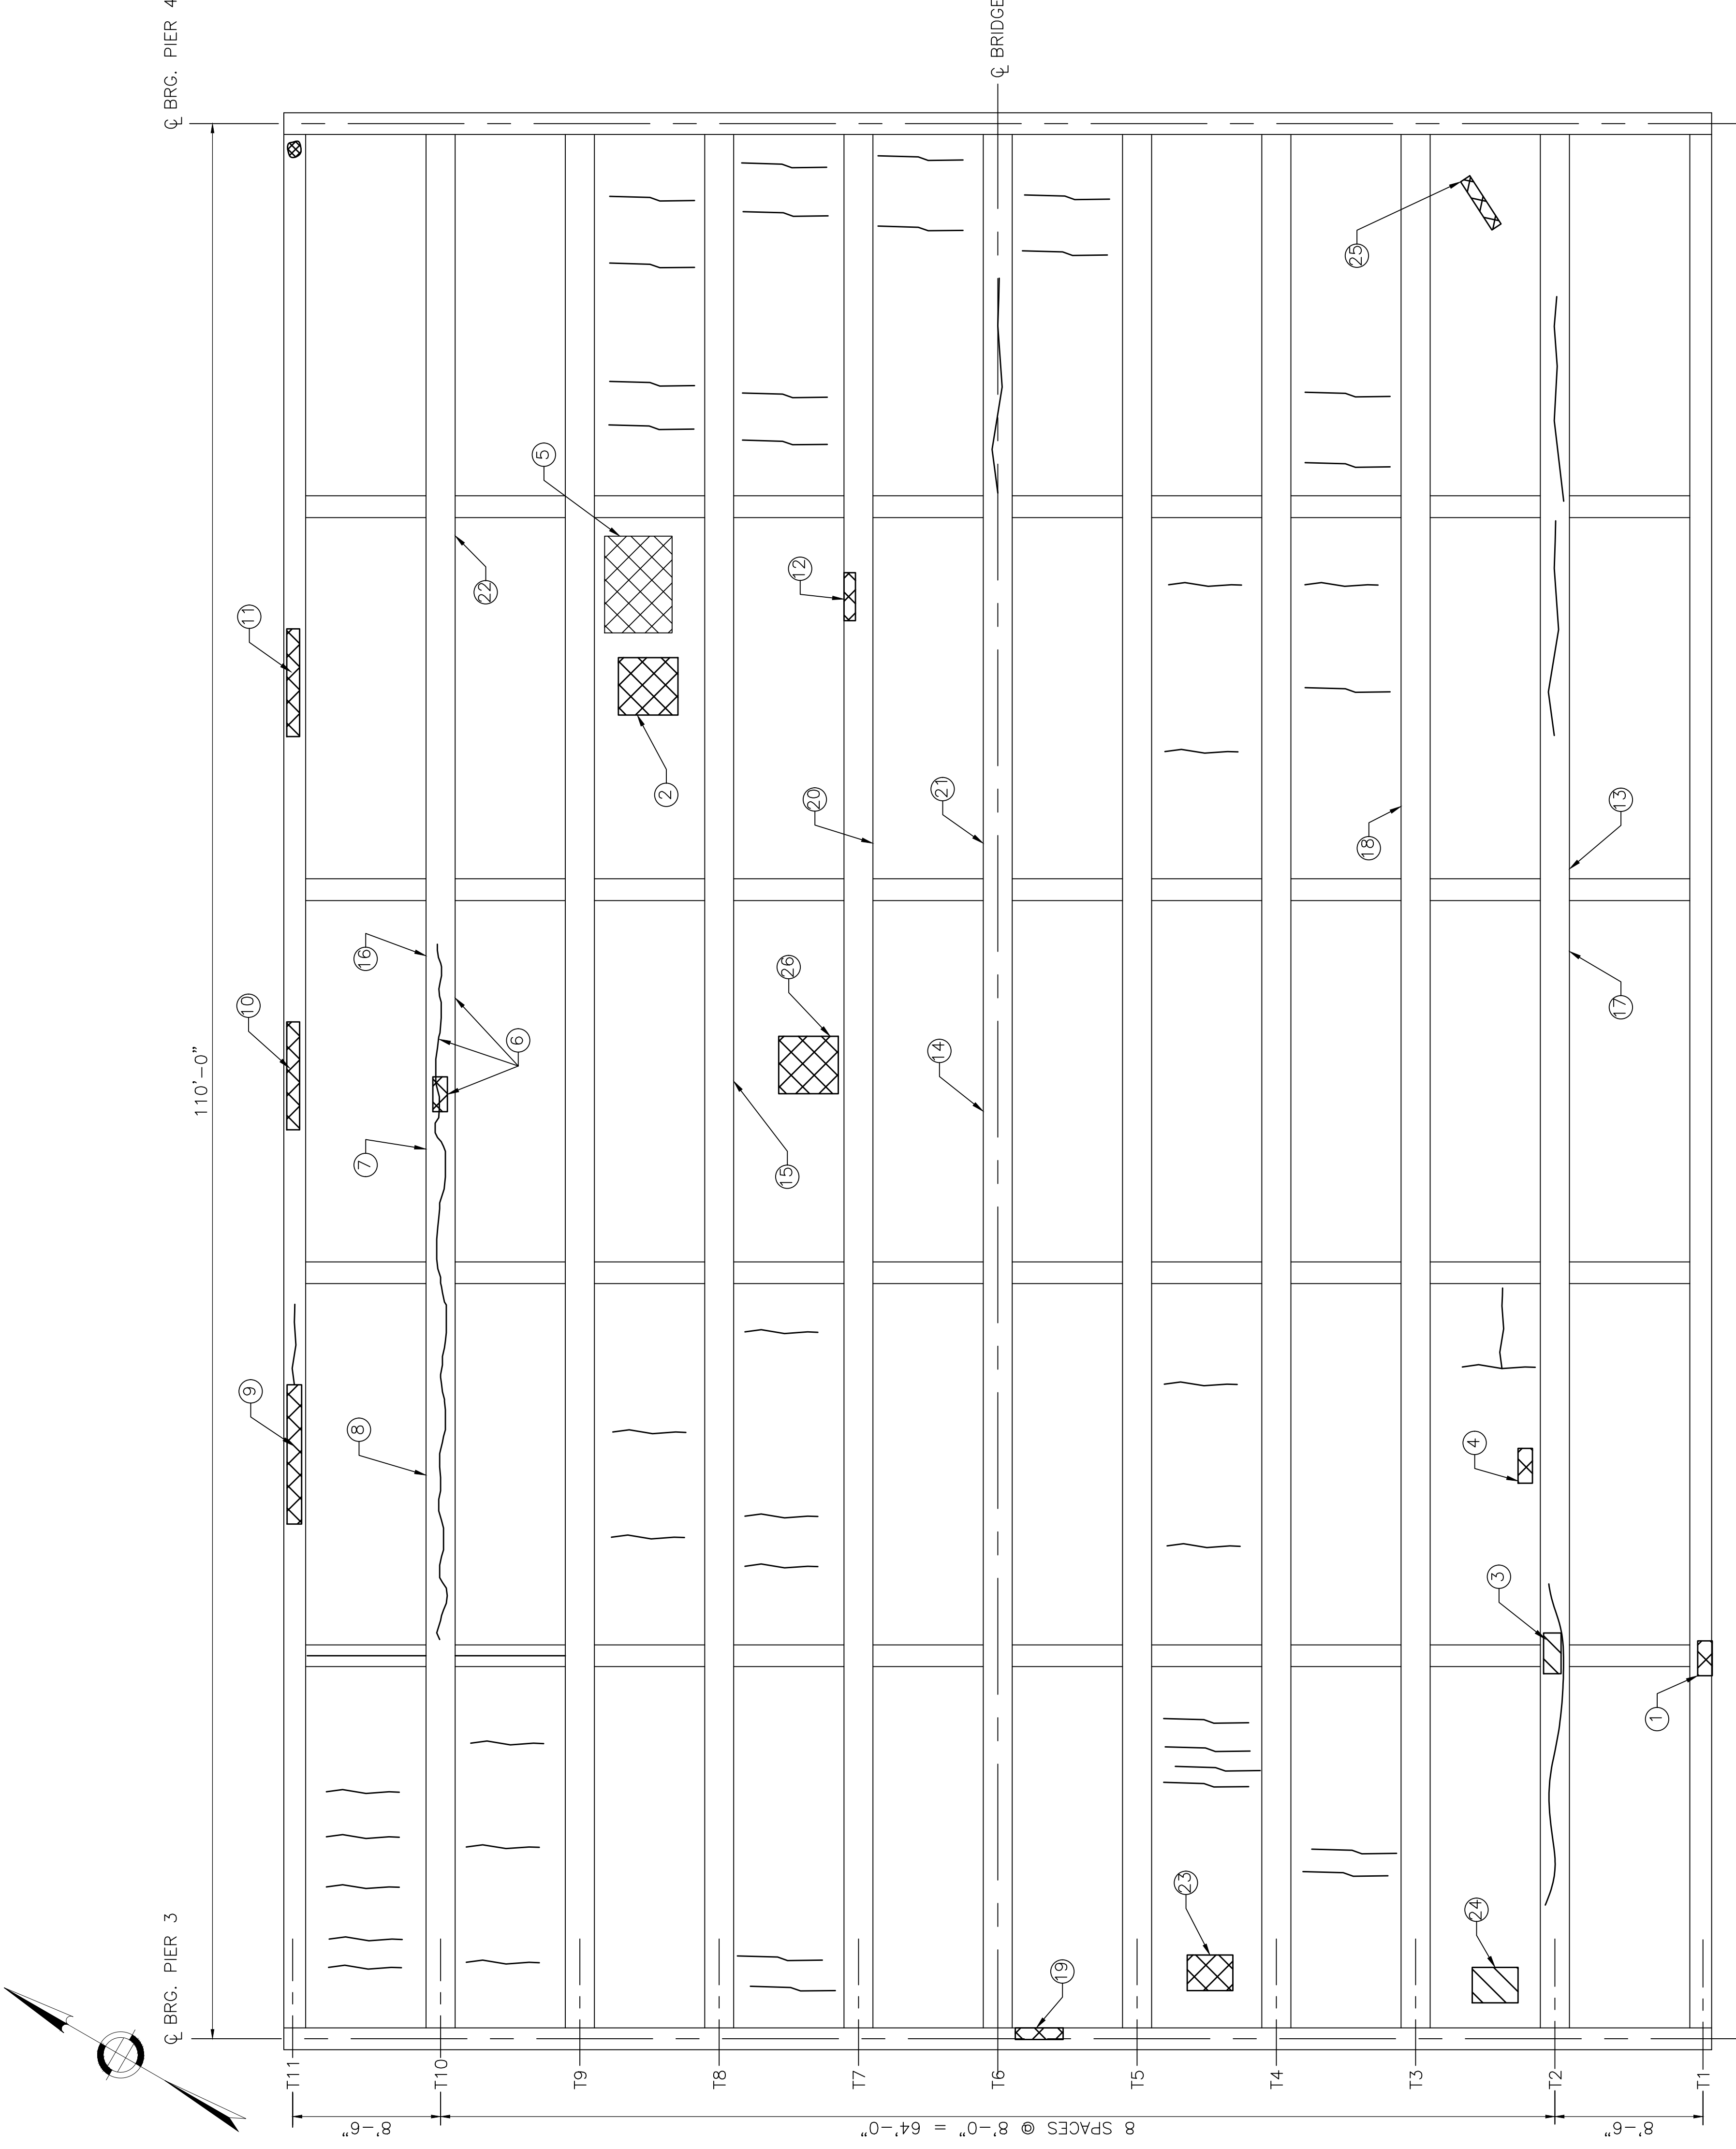 ℄ BRG. PIER 4
℄ BRIDGE
110'-0"
℄ BRG. PIER 3
11
10
9
16
7
8
22
6
5
2
12
20
26
15
21
14
19
18
23
25
4
3
24
13
17
1
T11
T10
T9
T8
T7
T6
T5
T4
T3
T2
T1
8'-6"
8 SPACES @ 8'-0" = 64'-0"
8'-6"